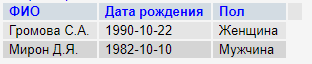 ФИО Дата рождения Пол
Громова С.А. 1990-10-22 Женщина
Мирон Д.Я. 1982-10-10 Мужчина